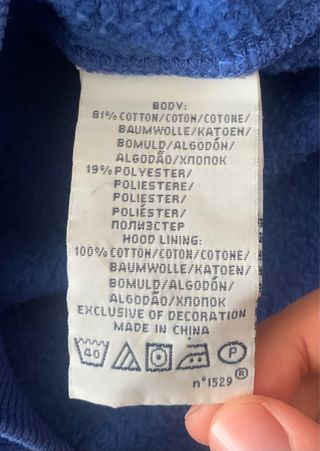 BODY:
81% COTTON/COTON/COTONE/
BAUMWOLLE/KATOEN/
BOMULD/ALGODÓN/
ALGODÃO/ХЛОПОК
19% POLYESTER/
POLIESTERE/
POLIÉSTER/
POLIÉSTER/
ПОЛИЭСТЕР
HOOD LINING:
100% COTTON/COTON/COTONE/
BAUMWOLLE/KATOEN/
BOMULD/ALGODÓN/
ALGODÃO/ХЛОПОК
EXCLUSIVE OF DECORATION
MADE IN CHINA
40 P
n°1529 ®